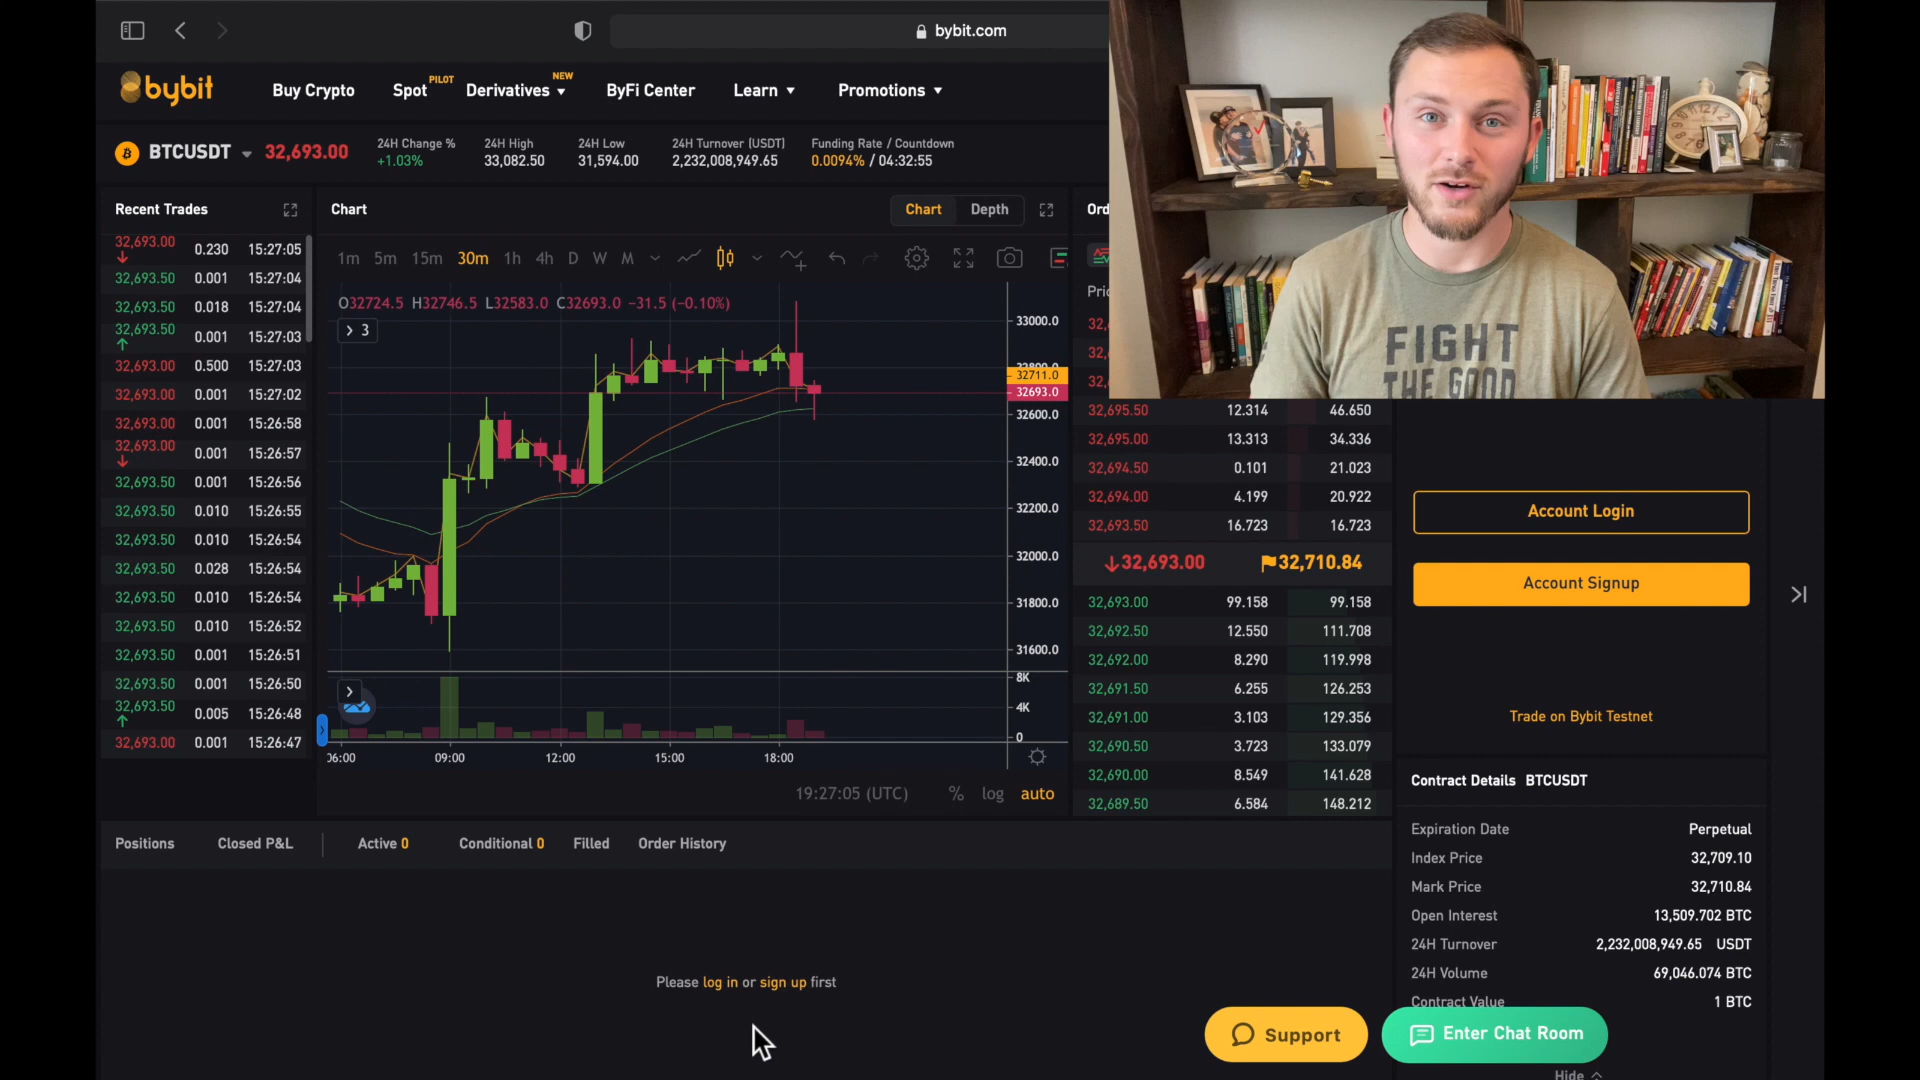 bybit.com
bybit
Buy Crypto
Spot
PILOT
Derivatives
NEW
ByFi Center
Learn
Promotions
BTCUSDT
32,693.00
24H Change %
+1.03%
24H High
33,082.50
24H Low
31,594.00
24H Turnover (USDT)
2,232,008,949.65
Funding Rate / Countdown
0.0094% / 04:32:55
Recent Trades
32,693.00 0.230 15:27:05
32,693.50 0.001 15:27:04
32,693.50 0.018 15:27:04
32,693.50 0.001 15:27:03
32,693.00 0.500 15:27:03
32,693.00 0.001 15:27:02
32,693.00 0.001 15:26:58
32,693.00 0.001 15:26:57
32,693.50 0.001 15:26:56
32,693.50 0.010 15:26:55
32,693.50 0.010 15:26:54
32,693.50 0.028 15:26:54
32,693.50 0.010 15:26:54
32,693.50 0.010 15:26:52
32,693.50 0.001 15:26:51
32,693.50 0.001 15:26:50
32,693.50 0.005 15:26:48
32,693.00 0.001 15:26:47
Chart
Chart Depth
1m 5m 15m 30m 1h 4h D W M
O32724.5 H32746.5 L32583.0 C32693.0 −31.5 (−0.10%)
3
33000.0
32800.0
32711.0
32693.0
32600.0
32400.0
32200.0
32000.0
31800.0
31600.0
8K
4K
0
06:00 09:00 12:00 15:00 18:00
19:27:05 (UTC) % log auto
Ord
Pric
32,
32,
32,
32,695.50 12.314 46.650
32,695.00 13.313 34.336
32,694.50 0.101 21.023
32,694.00 4.199 20.922
32,693.50 16.723 16.723
32,693.00 32,710.84
32,693.00 99.158 99.158
32,692.50 12.550 111.708
32,692.00 8.290 119.998
32,691.50 6.255 126.253
32,691.00 3.103 129.356
32,690.50 3.723 133.079
32,690.00 8.549 141.628
32,689.50 6.584 148.212
FIGHT
THE GOOD
Account Login
Account Signup
Trade on Bybit Testnet
Contract Details BTCUSDT
Expiration Date Perpetual
Index Price 32,709.10
Mark Price 32,710.84
Open Interest 13,509.702 BTC
24H Turnover 2,232,008,949.65 USDT
24H Volume 69,046.074 BTC
Contract Value 1 BTC
Hide
Positions Closed P&L Active 0 Conditional 0 Filled Order History
Please log in or sign up first
Support
Enter Chat Room